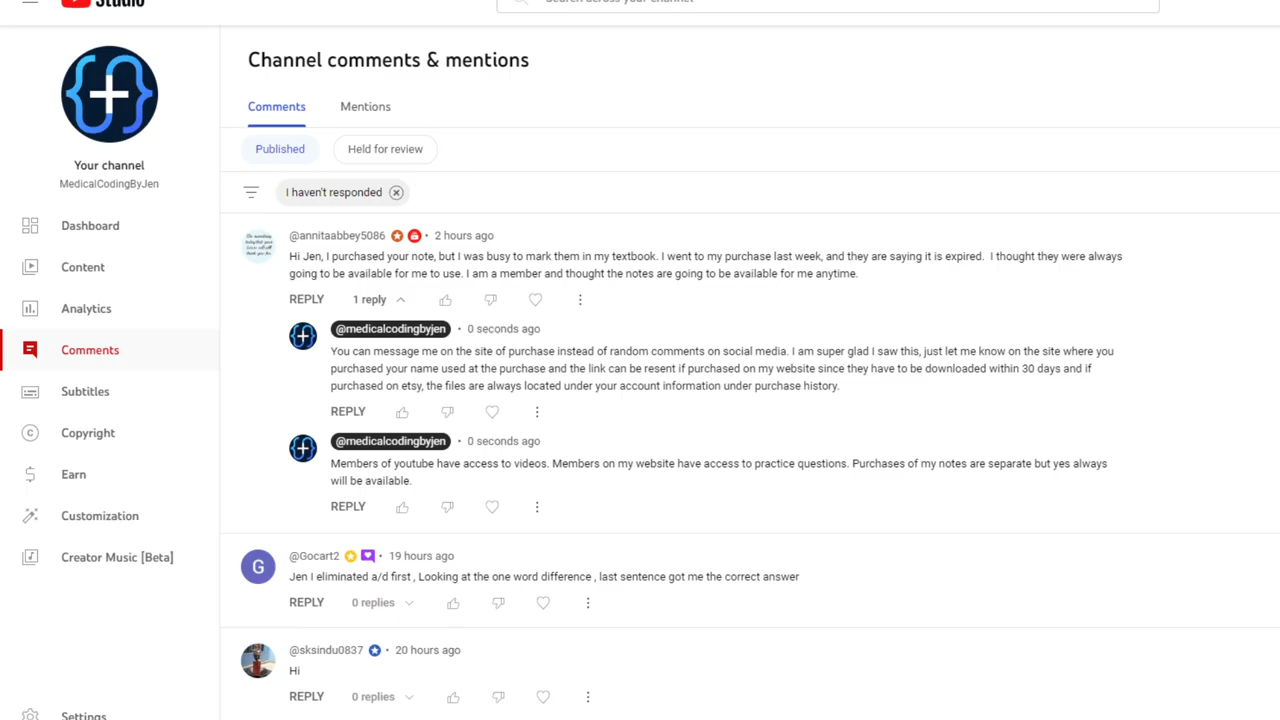 Studio
Search across your channel
Channel comments & mentions
Your channel
MedicalCodingByJen
Dashboard
Content
Analytics
Comments
Subtitles
Copyright
Earn
Customization
Creator Music [Beta]
Settings
Comments Mentions
Published Held for review
I haven't responded
@annitaabbey5086 • 2 hours ago
Hi Jen, I purchased your note, but I was busy to mark them in my textbook. I went to my purchase last week, and they are saying it is expired. I thought they were always
going to be available for me to use. I am a member and thought the notes are going to be available for me anytime.
REPLY 1 reply
@medicalcodingbyjen • 0 seconds ago
You can message me on the site of purchase instead of random comments on social media. I am super glad I saw this, just let me know on the site where you
purchased your name used at the purchase and the link can be resent if purchased on my website since they have to be downloaded within 30 days and if
purchased on etsy, the files are always located under your account information under purchase history.
REPLY
@medicalcodingbyjen • 0 seconds ago
Members of youtube have access to videos. Members on my website have access to practice questions. Purchases of my notes are separate but yes always
will be available.
REPLY
G
@Gocart2 • 19 hours ago
Jen I eliminated a/d first , Looking at the one word difference , last sentence got me the correct answer
REPLY 0 replies
@sksindu0837 • 20 hours ago
Hi
REPLY 0 replies